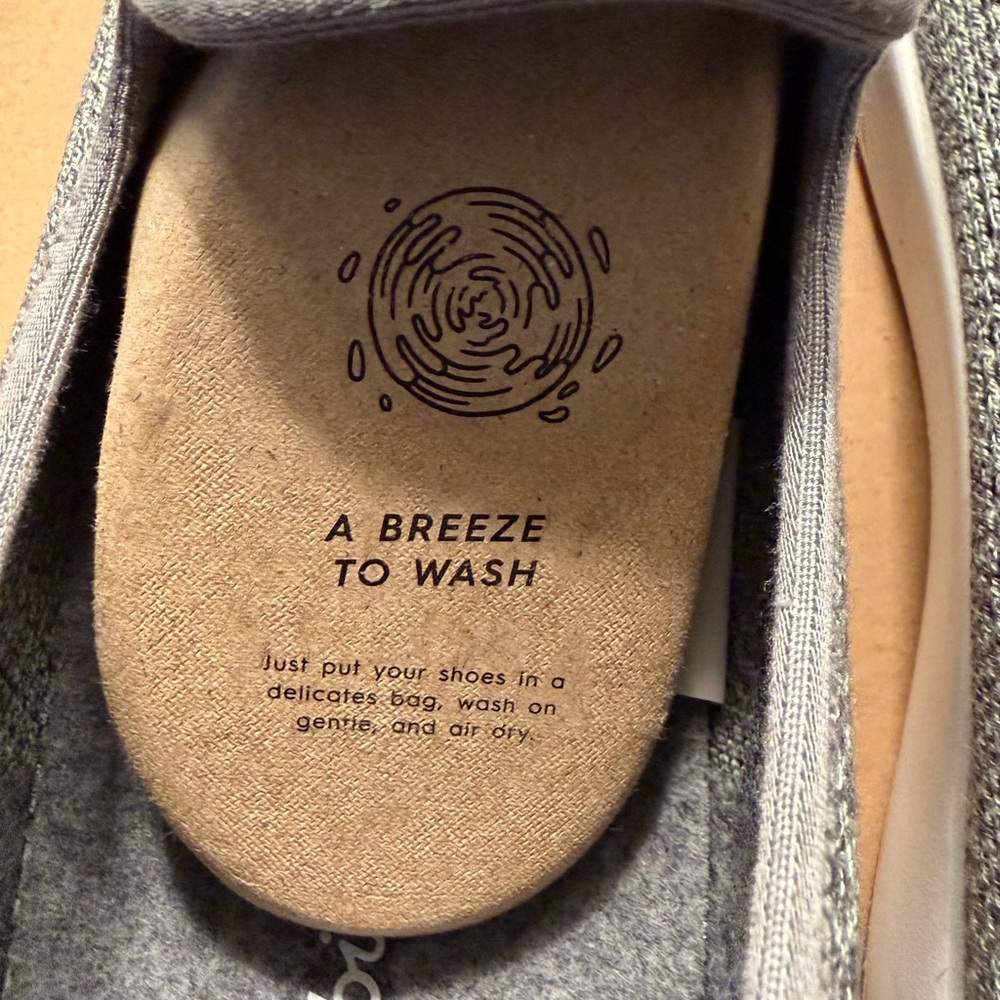 A BREEZE
TO WASH
Just put your shoes in a
delicates bag, wash on
gentle, and air dry.